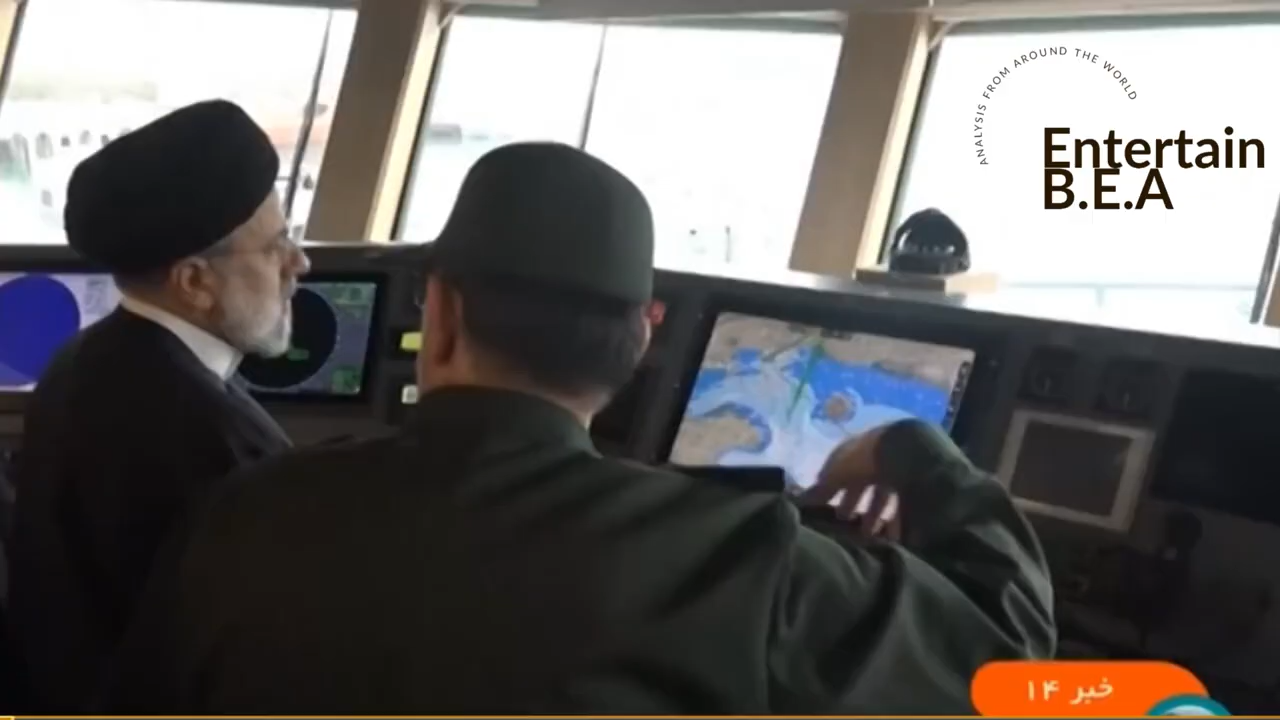 ANALYSIS FROM AROUND THE WORLD
Entertain
B.E.A
خبر ۱۴